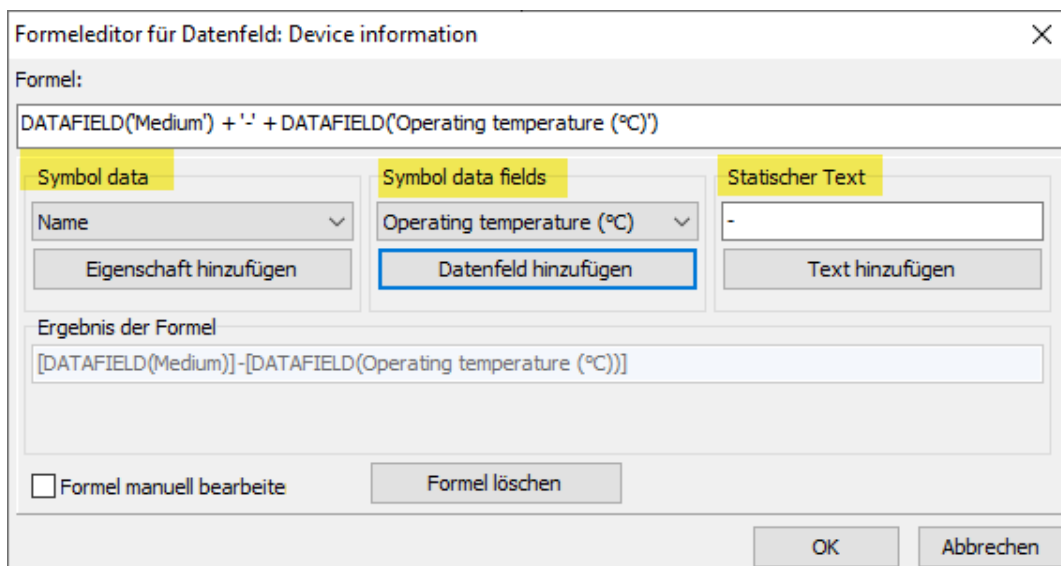 Formeleditor für Datenfeld: Device information
Formel:
DATAFIELD('Medium') + '-' + DATAFIELD('Operating temperature (°C)')
Symbol data
Symbol data fields
Statischer Text
Name
Operating temperature (°C)
-
Eigenschaft hinzufügen
Datenfeld hinzufügen
Text hinzufügen
Ergebnis der Formel
[DATAFIELD(Medium)]-[DATAFIELD(Operating temperature (°C))]
Formel manuell bearbeite
Formel löschen
OK
Abbrechen